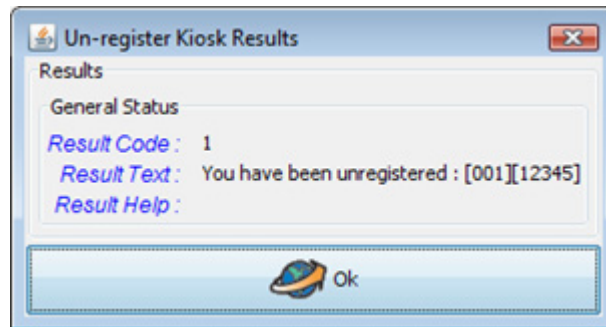 Un-register Kiosk Results
Results
General Status
Result Code : 1
Result Text : You have been unregistered : [001][12345]
Result Help :
Ok